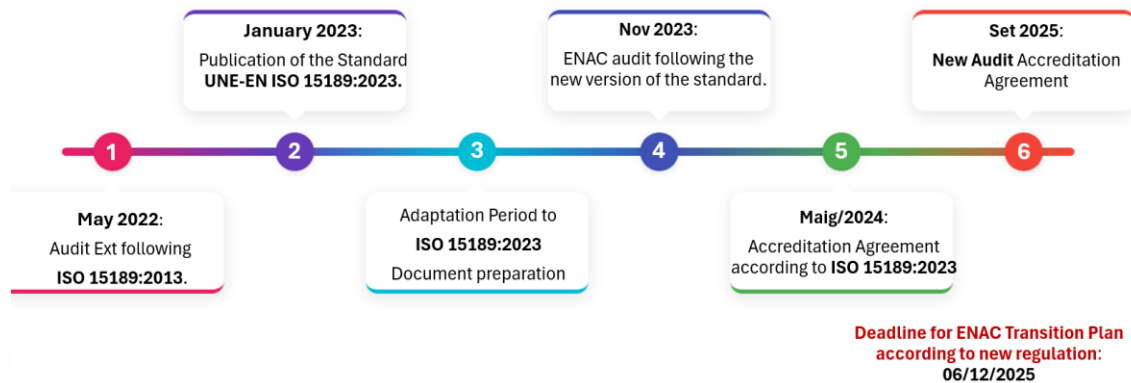 1
May 2022:
Audit Ext following
ISO 15189:2013.
2
January 2023:
Publication of the Standard
UNE-EN ISO 15189:2023.
3
Adaptation Period to
ISO 15189:2023
Document preparation
4
Nov 2023:
ENAC audit following the
new version of the standard.
5
Maig/2024:
Accreditation Agreement
according to ISO 15189:2023
6
Set 2025:
New Audit Accreditation
Agreement
Deadline for ENAC Transition Plan
according to new regulation:
06/12/2025